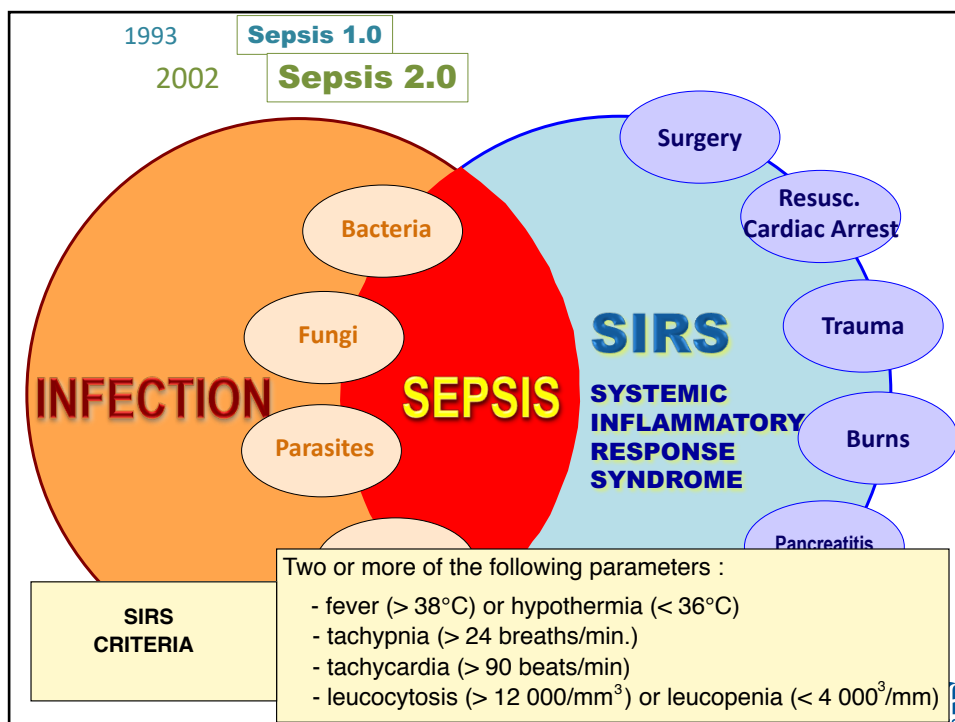 1993 Sepsis 1.0
2002 Sepsis 2.0
Surgery
Resusc.
Cardiac Arrest
Bacteria
Fungi
SIRS
Trauma
INFECTION
SEPSIS
SYSTEMIC
INFLAMMATORY
RESPONSE
SYNDROME
Parasites
Burns
Pancreatitis
SIRS
CRITERIA
Two or more of the following parameters :
- fever (> 38°C) or hypothermia (< 36°C)
- tachypnia (> 24 breaths/min.)
- tachycardia (> 90 beats/min)
- leucocytosis (> 12 000/mm³) or leucopenia (< 4 000³/mm)